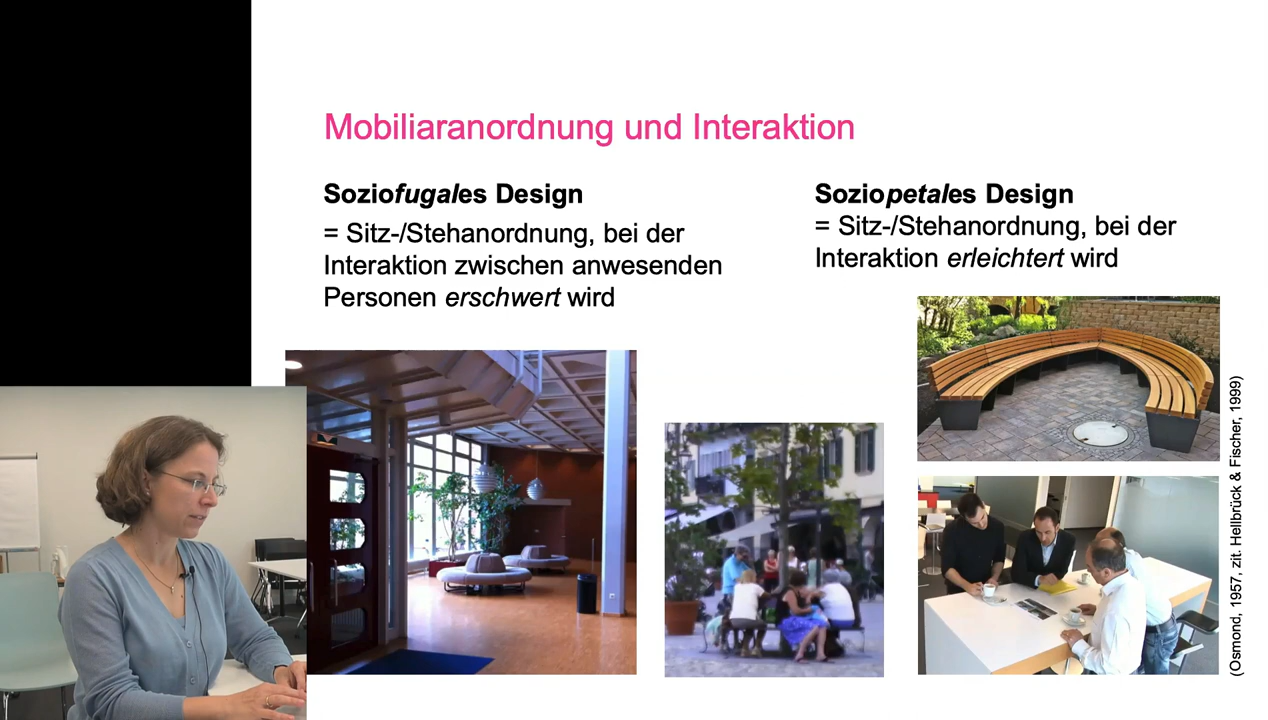 Mobiliaranordnung und Interaktion
Soziofugales Design
= Sitz-/Stehanordnung, bei der
Interaktion zwischen anwesenden
Personen erschwert wird
Soziopetales Design
= Sitz-/Stehanordnung, bei der
Interaktion erleichtert wird
(Osmond, 1957, zit. Hellbrück & Fischer, 1999)